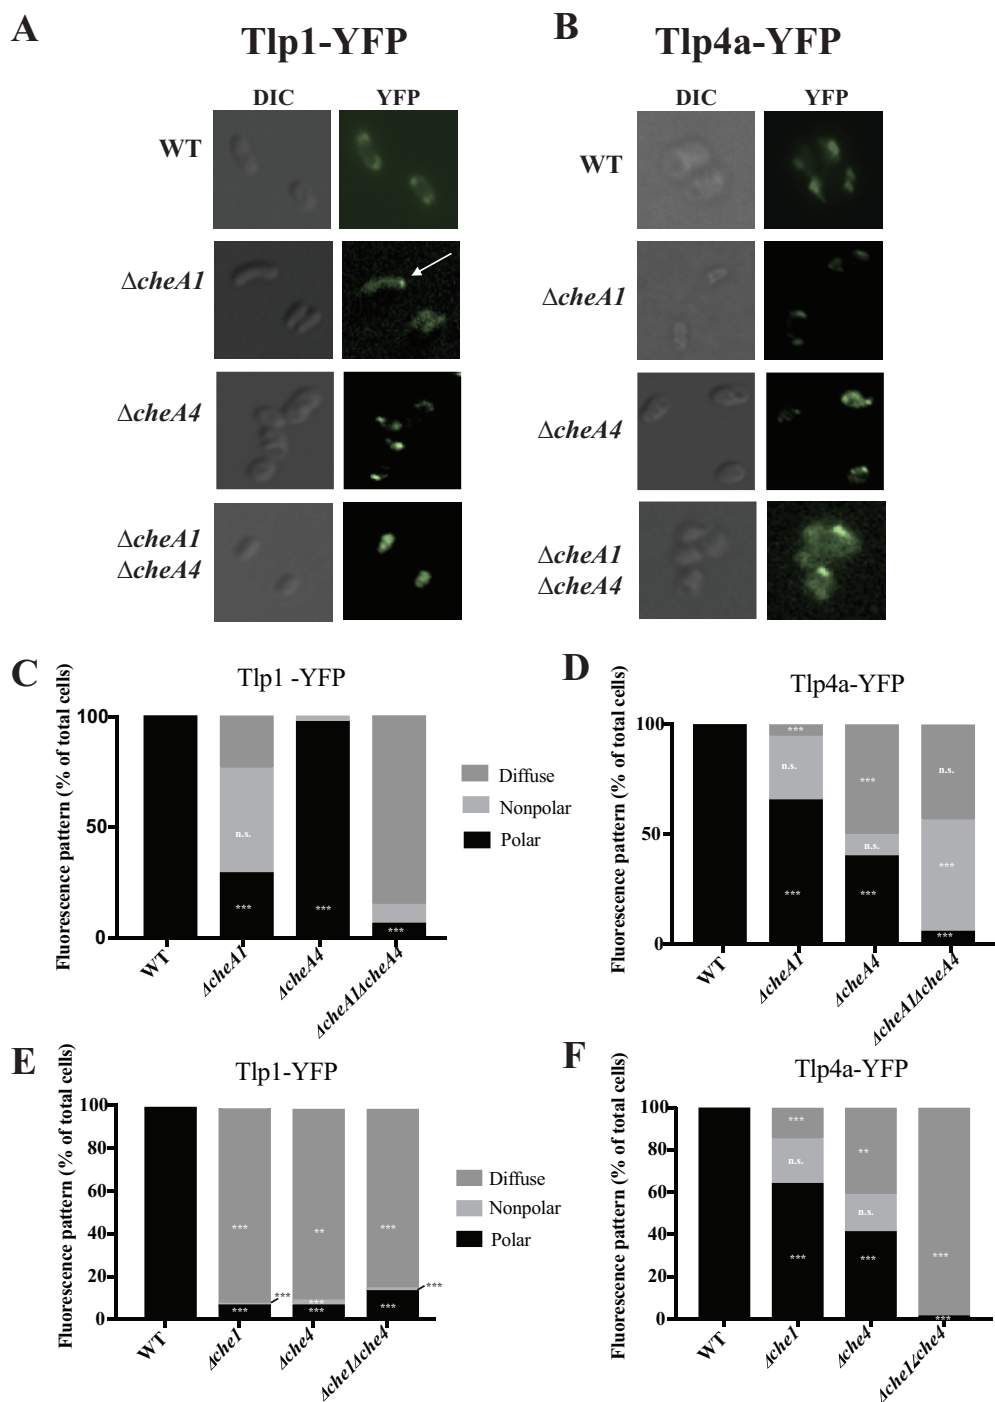 A
Tlp1-YFP
DIC
YFP
WT
ΔcheA1
ΔcheA4
ΔcheA1
ΔcheA4
B
Tlp4a-YFP
DIC
YFP
WT
ΔcheA1
ΔcheA4
ΔcheA1
ΔcheA4
C
Tlp1 -YFP
Fluorescence pattern (% of total cells)
100
50
0
n.s.
***
***
***
WT
ΔcheA1
ΔcheA4
ΔcheA1ΔcheA4
Diffuse
Nonpolar
Polar
D
Tlp4a-YFP
Fluorescence pattern (% of total cells)
100
50
0
***
n.s.
***
***
n.s.
***
n.s.
***
***
WT
ΔcheA1
ΔcheA4
ΔcheA1ΔcheA4
E
Tlp1-YFP
Fluorescence pattern (% of total cells)
100
80
60
40
20
0
***
***
***
**
***
***
***
***
***
WT
Δche1
Δche4
Δche1Δche4
Diffuse
Nonpolar
Polar
F
Tlp4a-YFP
Fluorescence pattern (% of total cells)
100
80
60
40
20
0
***
n.s.
***
**
n.s.
***
***
***
WT
Δche1
Δche4
Δche1Δche4